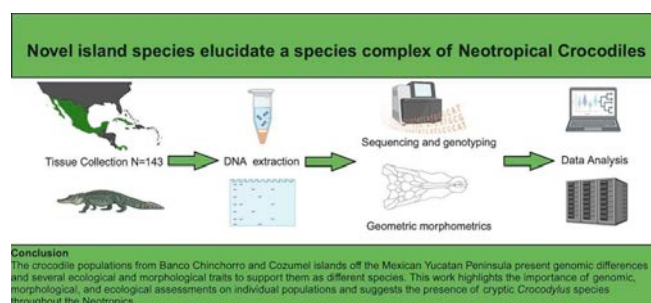 Novel island species elucidate a species complex of Neotropical Crocodiles
Tissue Collection N=143
DNA extraction
Sequencing and genotyping
Geometric morphometrics
Data Analysis
Conclusion
The crocodile populations from Banco Chinchorro and Cozumel islands off the Mexican Yucatan Peninsula present genomic differences
and several ecological and morphological traits to support them as different species. This work highlights the importance of genomic,
morphological, and ecological assessments on individual populations and suggests the presence of cryptic Crocodylus species
throughout the Neotropics.